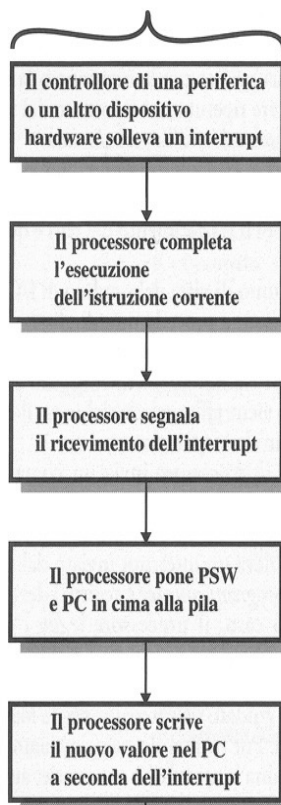 Il controllore di una periferica
o un altro dispositivo
hardware solleva un interrupt
Il processore completa
l'esecuzione
dell'istruzione corrente
Il processore segnala
il ricevimento dell'interrupt
Il processore pone PSW
e PC in cima alla pila
Il processore scrive
il nuovo valore nel PC
a seconda dell'interrupt